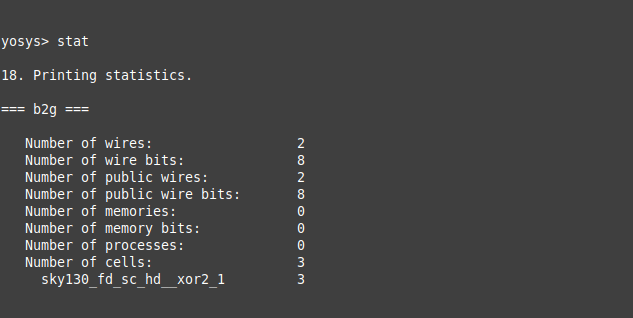 yosys> stat
18. Printing statistics.
=== b2g ===
Number of wires: 2
Number of wire bits: 8
Number of public wires: 2
Number of public wire bits: 8
Number of memories: 0
Number of memory bits: 0
Number of processes: 0
Number of cells: 3
sky130_fd_sc_hd__xor2_1 3